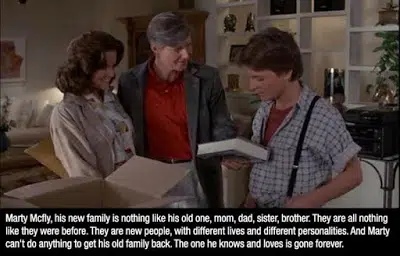 Marty Mcfly, his new family is nothing like his old one, mom, dad, sister, brother. They are all nothing
like they were before. They are new people, with different lives and different personalities. And Marty
can't do anything to get his old family back. The one he knows and loves is gone forever.